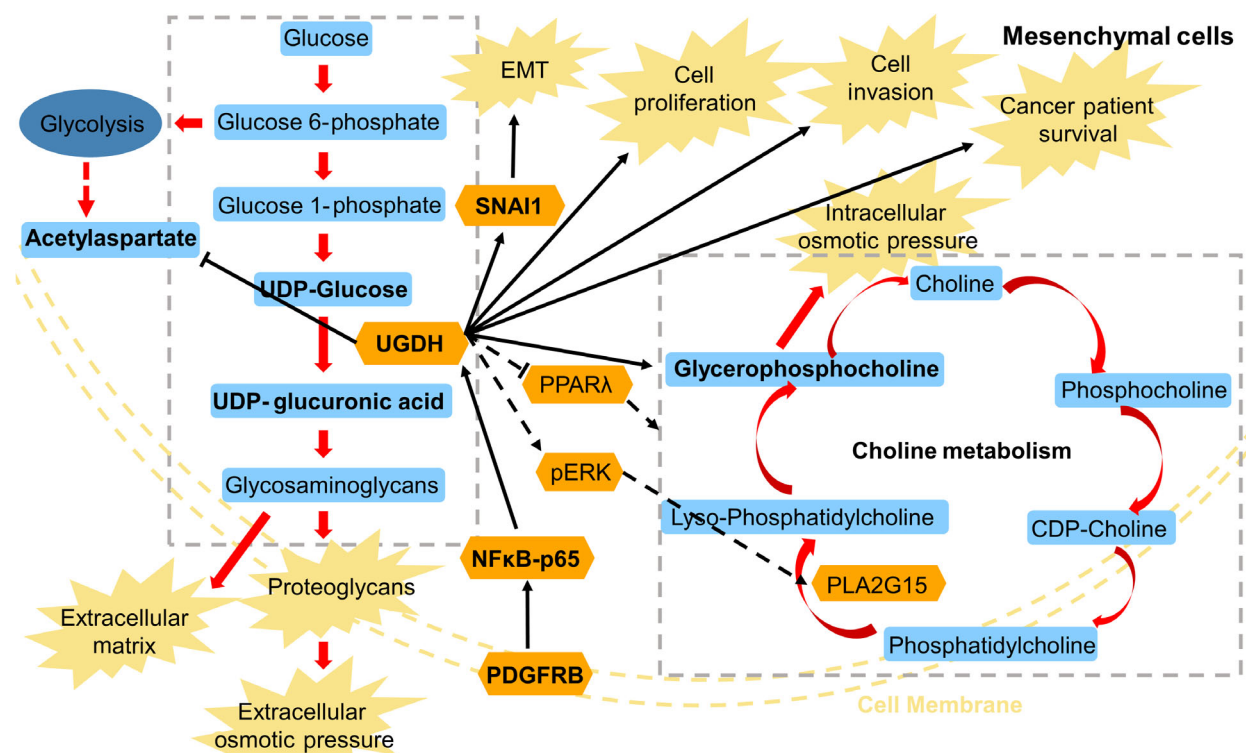 Glucose
EMT
Cell
proliferation
Cell
invasion
Mesenchymal cells
Cancer patient
survival
Glycolysis
Glucose 6-phosphate
Glucose 1-phosphate
SNAI1
Intracellular
osmotic pressure
Acetylaspartate
UDP-Glucose
Choline
UGDH
Glycerophosphocholine
PPARλ
Phosphocholine
UDP- glucuronic acid
Choline metabolism
pERK
Glycosaminoglycans
Lyso-Phosphatidylcholine
CDP-Choline
NFκB-p65
Proteoglycans
PLA2G15
Extracellular
matrix
Phosphatidylcholine
PDGFRB
Cell Membrane
Extracellular
osmotic pressure